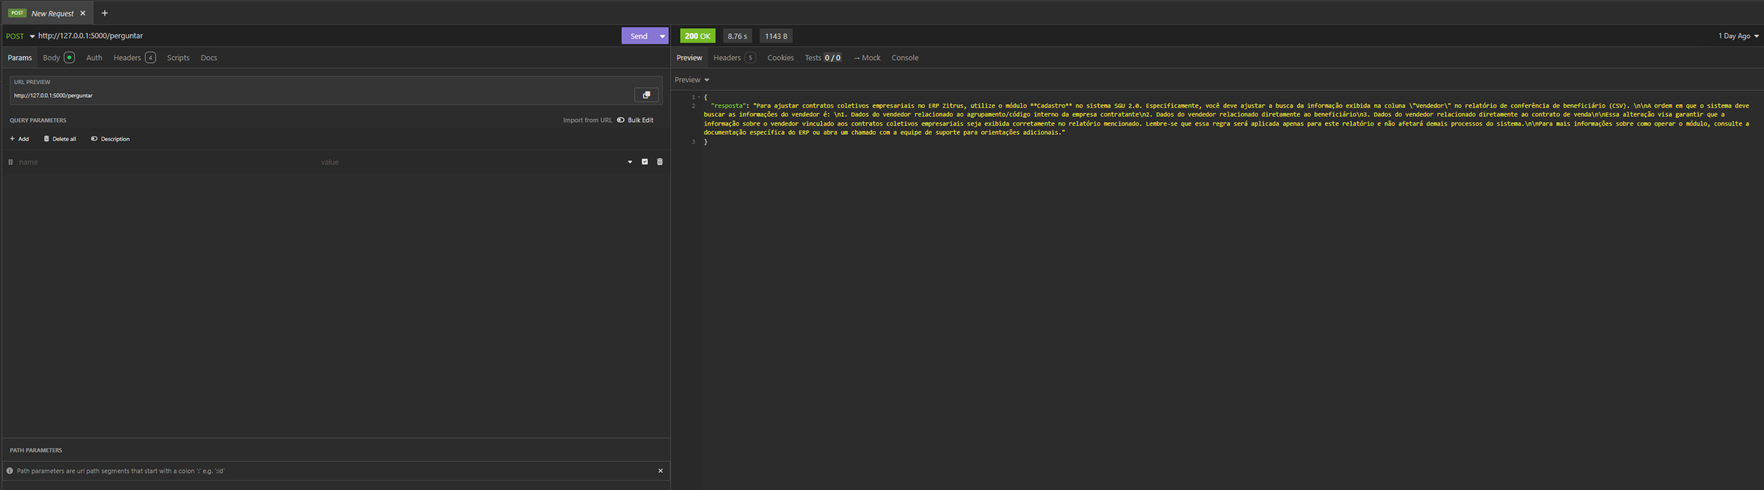 POST New Request
POST http://127.0.0.1:5000/perguntar Send 200 OK 8.76 s 1143 B 1 Day Ago
Params Body Auth Headers 4 Scripts Docs
Preview Headers 5 Cookies Tests 0 / 0 → Mock Console
URL PREVIEW
http://127.0.0.1:5000/perguntar
QUERY PARAMETERS Import from URL Bulk Edit
+ Add Delete all Description
name value
Preview
1 {
2 "resposta": "Para ajustar contratos coletivos empresariais no ERP Zitrus, utilize o módulo **Cadastro** no sistema SGU 2.0. Especificamente, você deve ajustar a busca da informação exibida na coluna \"Vendedor\" no relatório de conferência de beneficiário (CSV). \n\nA ordem em que o sistema deve
buscar as informações do vendedor é: \n1. Dados do vendedor relacionado ao agrupamento/código interno da empresa contratante\n2. Dados do vendedor relacionado diretamente ao beneficiário\n3. Dados do vendedor relacionado diretamente ao contrato de venda\n\nEssa alteração visa garantir que a
informação sobre o vendedor vinculado aos contratos coletivos empresariais seja exibida corretamente no relatório mencionado. Lembre-se que essa regra será aplicada apenas para este relatório e não afetará demais processos do sistema.\n\nPara mais informações sobre como operar o módulo, consulte a
documentação específica do ERP ou abra um chamado com a equipe de suporte para orientações adicionais."
3 }
PATH PARAMETERS
Path parameters are url path segments that start with a colon ':' e.g. ':id'